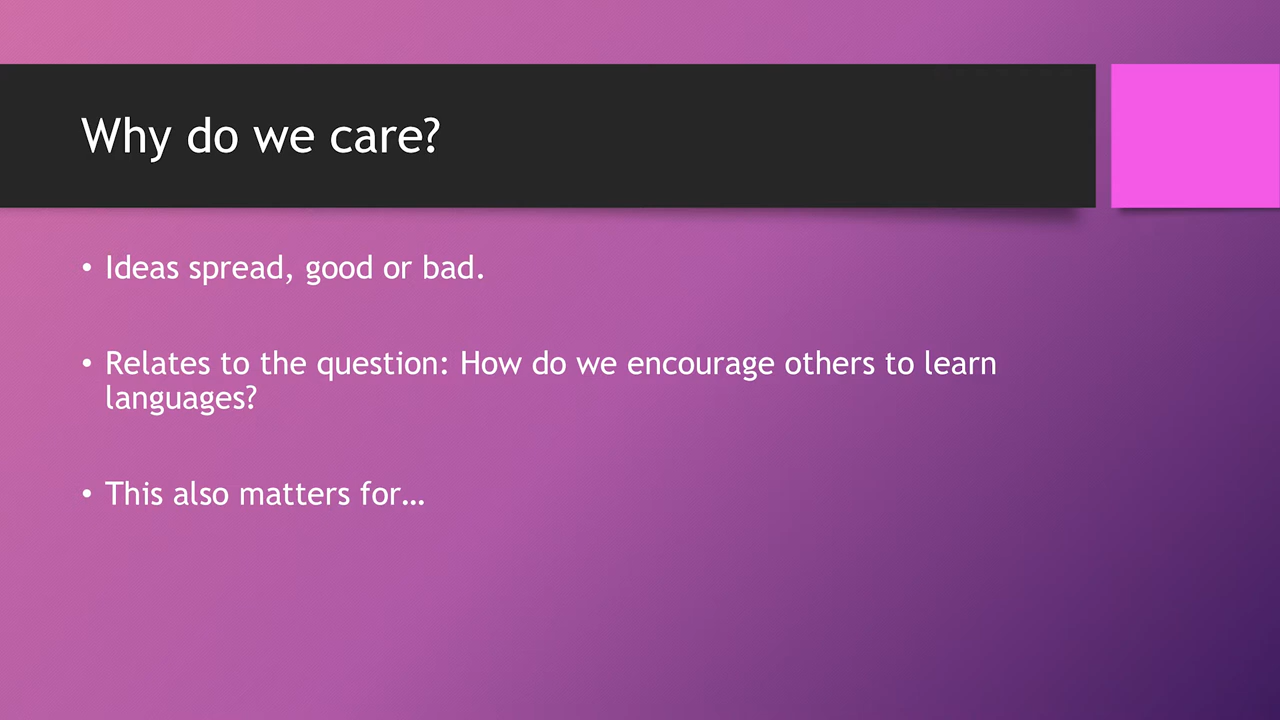 Why do we care?
• Ideas spread, good or bad.
• Relates to the question: How do we encourage others to learn
languages?
• This also matters for…